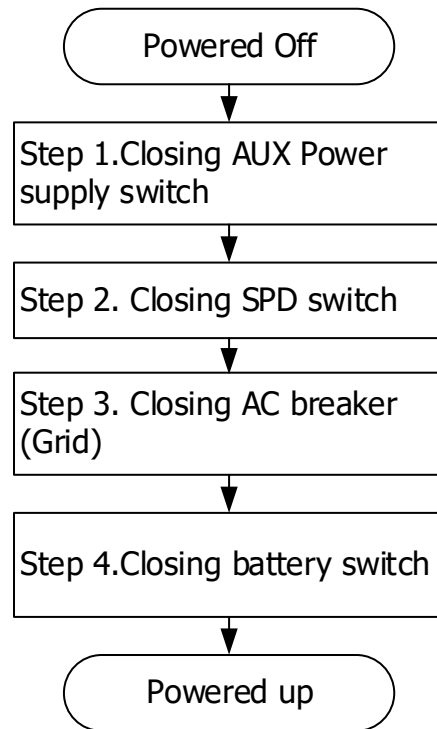 Powered Off
Step 1.Closing AUX Power
supply switch
Step 2. Closing SPD switch
Step 3. Closing AC breaker
(Grid)
Step 4.Closing battery switch
Powered up